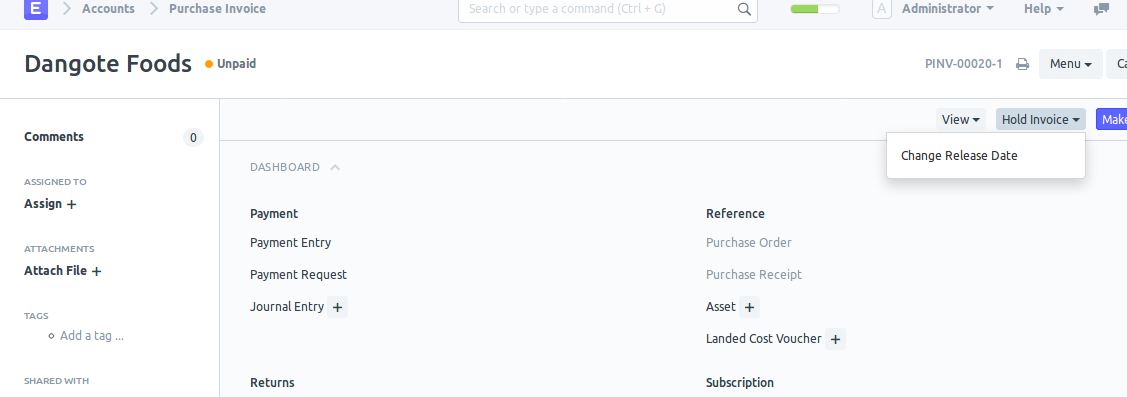 E Accounts Purchase Invoice Search or type a command (Ctrl + G) A Administrator Help
Dangote Foods Unpaid PINV-00020-1 Menu Ca
View Hold Invoice Make
Comments 0
Change Release Date
DASHBOARD
ASSIGNED TO
Assign +
Payment Reference
Payment Entry Purchase Order
ATTACHMENTS
Attach File +
Payment Request Purchase Receipt
Journal Entry + Asset +
TAGS
Add a tag ...
Landed Cost Voucher +
SHARED WITH
Returns Subscription